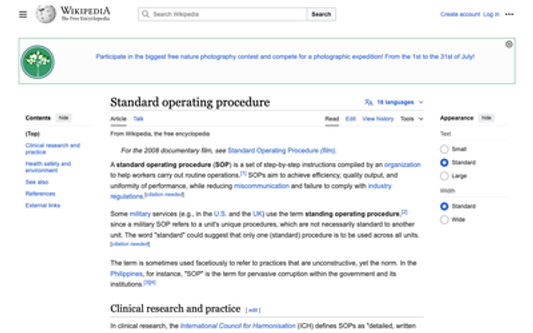 WIKIPEDIA
The Free Encyclopedia
Search Wikipedia
Search
Create account Log in
Participate in the biggest free nature photography contest and compete for a photographic expedition! From the 1st to the 31st of July!
Contents hide
(Top)
Clinical research and
practice
Health safety and
environment
See also
References
External links
Standard operating procedure
18 languages
Article Talk
Read Edit View history Tools
From Wikipedia, the free encyclopedia
For the 2008 documentary film, see Standard Operating Procedure (film).
A standard operating procedure (SOP) is a set of step-by-step instructions compiled by an organization
to help workers carry out routine operations.[1] SOPs aim to achieve efficiency, quality output, and
uniformity of performance, while reducing miscommunication and failure to comply with industry
regulations.[citation needed]
Some military services (e.g., in the U.S. and the UK) use the term standing operating procedure,[2]
since a military SOP refers to a unit's unique procedures, which are not necessarily standard to another
unit. The word "standard" could suggest that only one (standard) procedure is to be used across all units.
[citation needed]
The term is sometimes used facetiously to refer to practices that are unconstructive, yet the norm. In the
Philippines, for instance, "SOP" is the term for pervasive corruption within the government and its
institutions.[3][4]
Clinical research and practice [edit]
In clinical research, the International Council for Harmonisation (ICH) defines SOPs as "detailed, written
Appearance hide
Text
Small
Standard
Large
Width
Standard
Wide